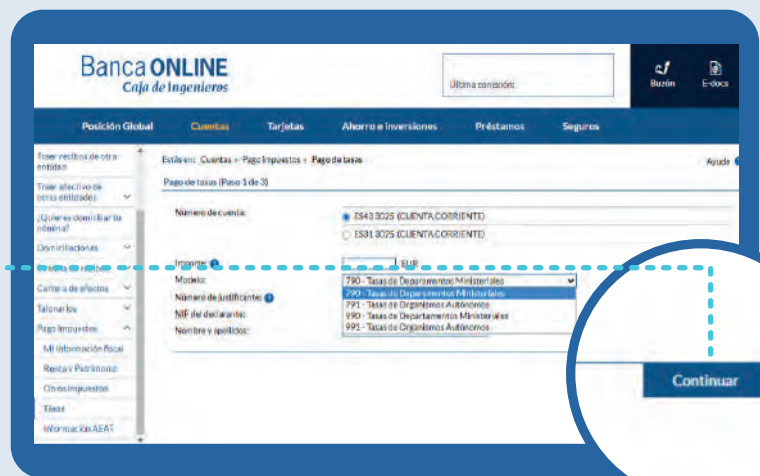 Banca ONLINE
Caja de Ingenieros
Última conexión:
Buzón
E-docs
Posición Global
Cuentas
Tarjetas
Ahorro e inversiones
Préstamos
Seguros
Traer recibos de otra
entidad
Traer efectivo de
otras entidades
¿Quieres domiciliar tu
nómina?
Domiciliaciones
Cartera de efectos
Talonarios
Pago Impuestos
Mi información fiscal
Renta y Patrimonio
Otros impuestos
Tasas
Información AEAT
Estás en: Cuentas > Pago Impuestos > Pago de tasas
Ayuda
Pago de tasas (Paso 1 de 3)
Número de cuenta:
ES43 3025 (CUENTA CORRIENTE)
ES31 3025 (CUENTA CORRIENTE)
Importe:
EUR
Modelo:
790 - Tasas de Departamentos Ministeriales
790 - Tasas de Departamentos Ministeriales
791 - Tasas de Organismos Autónomos
990 - Tasas de Departamentos Ministeriales
991 - Tasas de Organismos Autónomos
Número de justificante:
NIF del declarante:
Nombre y apellidos:
Continuar